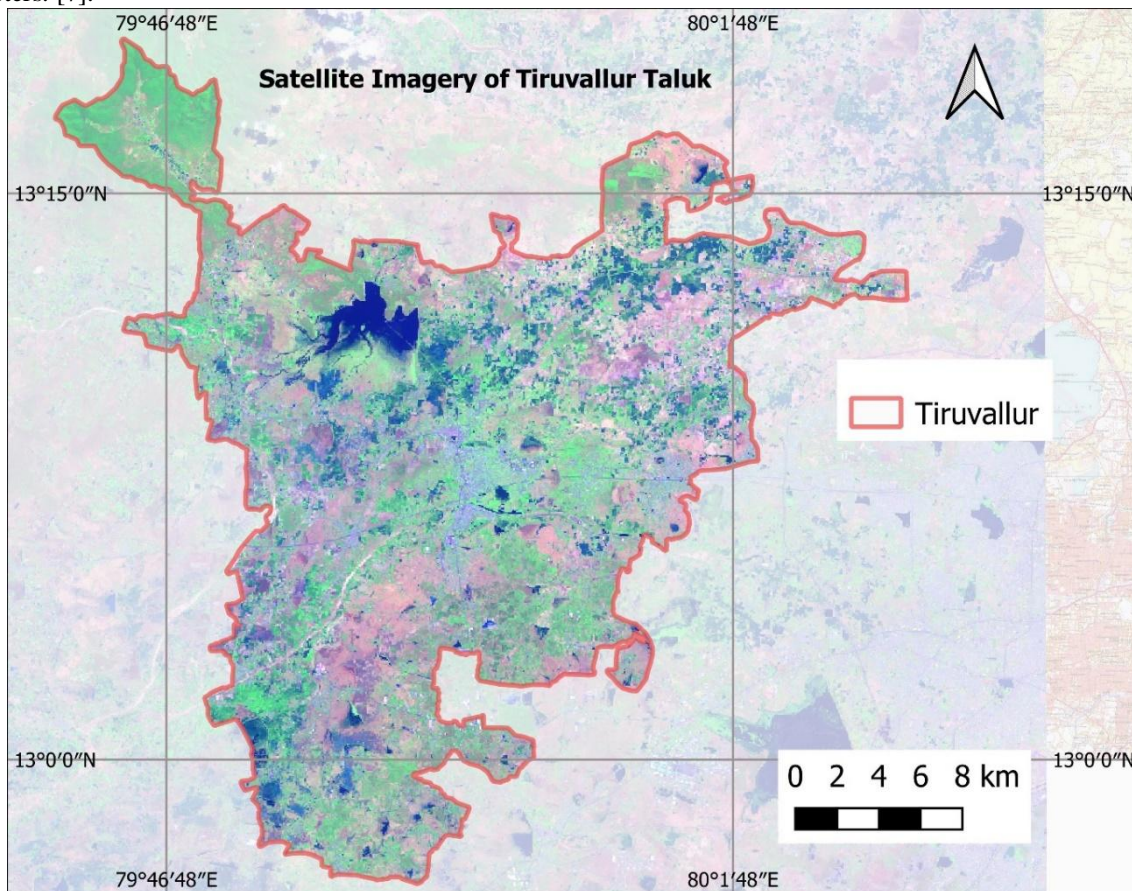 79°46′48″E 80°1′48″E
Satellite Imagery of Tiruvallur Taluk
13°15′0″N 13°15′0″N
Tiruvallur
13°0′0″N 13°0′0″N
0 2 4 6 8 km
79°46′48″E 80°1′48″E